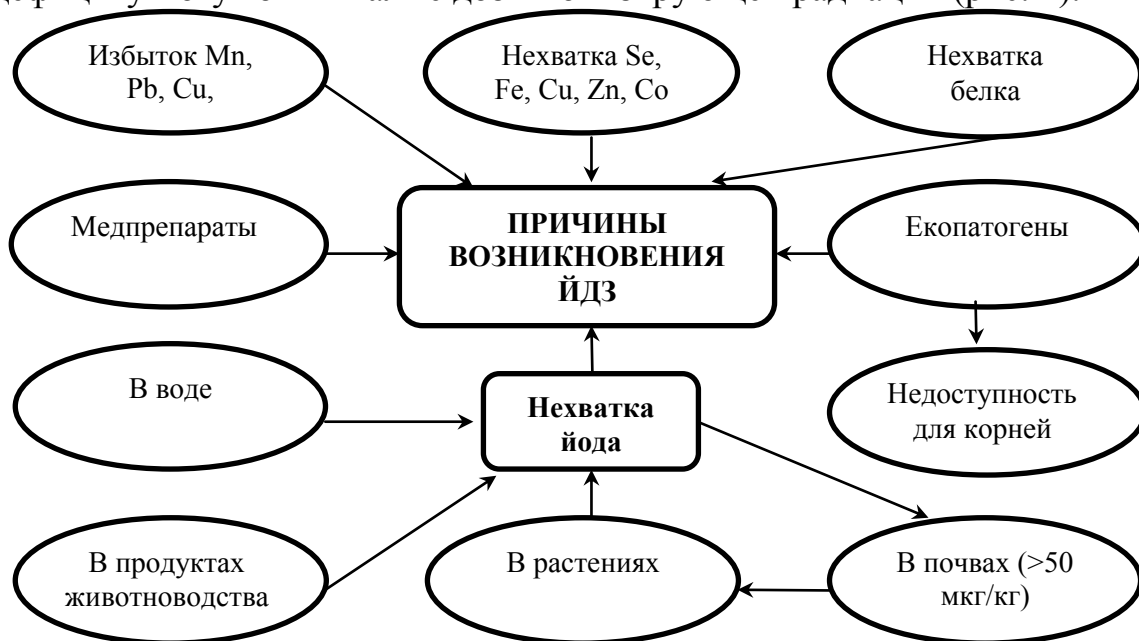 Избыток Mn,
Pb, Cu,
Нехватка Se,
Fe, Cu, Zn, Co
Нехватка
белка
Медпрепараты
ПРИЧИНЫ
ВОЗНИКНОВЕНИЯ
ЙДЗ
Екопатогены
В воде
Нехватка
йода
Недоступность
для корней
В продуктах
животноводства
В растениях
В почвах (>50
мкг/кг)